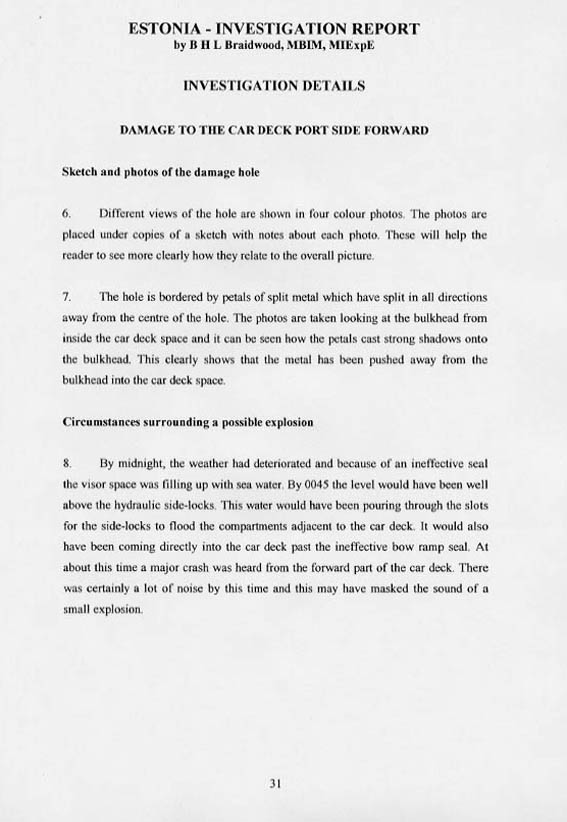 ESTONIA - INVESTIGATION REPORT
by B H L Braidwood, MBIM, MIExpE
INVESTIGATION DETAILS
DAMAGE TO THE CAR DECK PORT SIDE FORWARD
Sketch and photos of the damage hole
6. Different views of the hole are shown in four colour photos. The photos are
placed under copies of a sketch with notes about each photo. These will help the
reader to see more clearly how they relate to the overall picture.
7. The hole is bordered by petals of split metal which have split in all directions
away from the centre of the hole. The photos are taken looking at the bulkhead from
inside the car deck space and it can be seen how the petals cast strong shadows onto
the bulkhead. This clearly shows that the metal has been pushed away from the
bulkhead into the car deck space.
Circumstances surrounding a possible explosion
8. By midnight, the weather had deteriorated and because of an ineffective seal
the visor space was filling up with sea water. By 0045 the level would have been well
above the hydraulic side-locks. This water would have been pouring through the slots
for the side-locks to flood the compartments adjacent to the car deck. It would also
have been coming directly into the car deck past the ineffective bow ramp seal. At
about this time a major crash was heard from the forward part of the car deck. There
was certainly a lot of noise by this time and this may have masked the sound of a
small explosion.
31